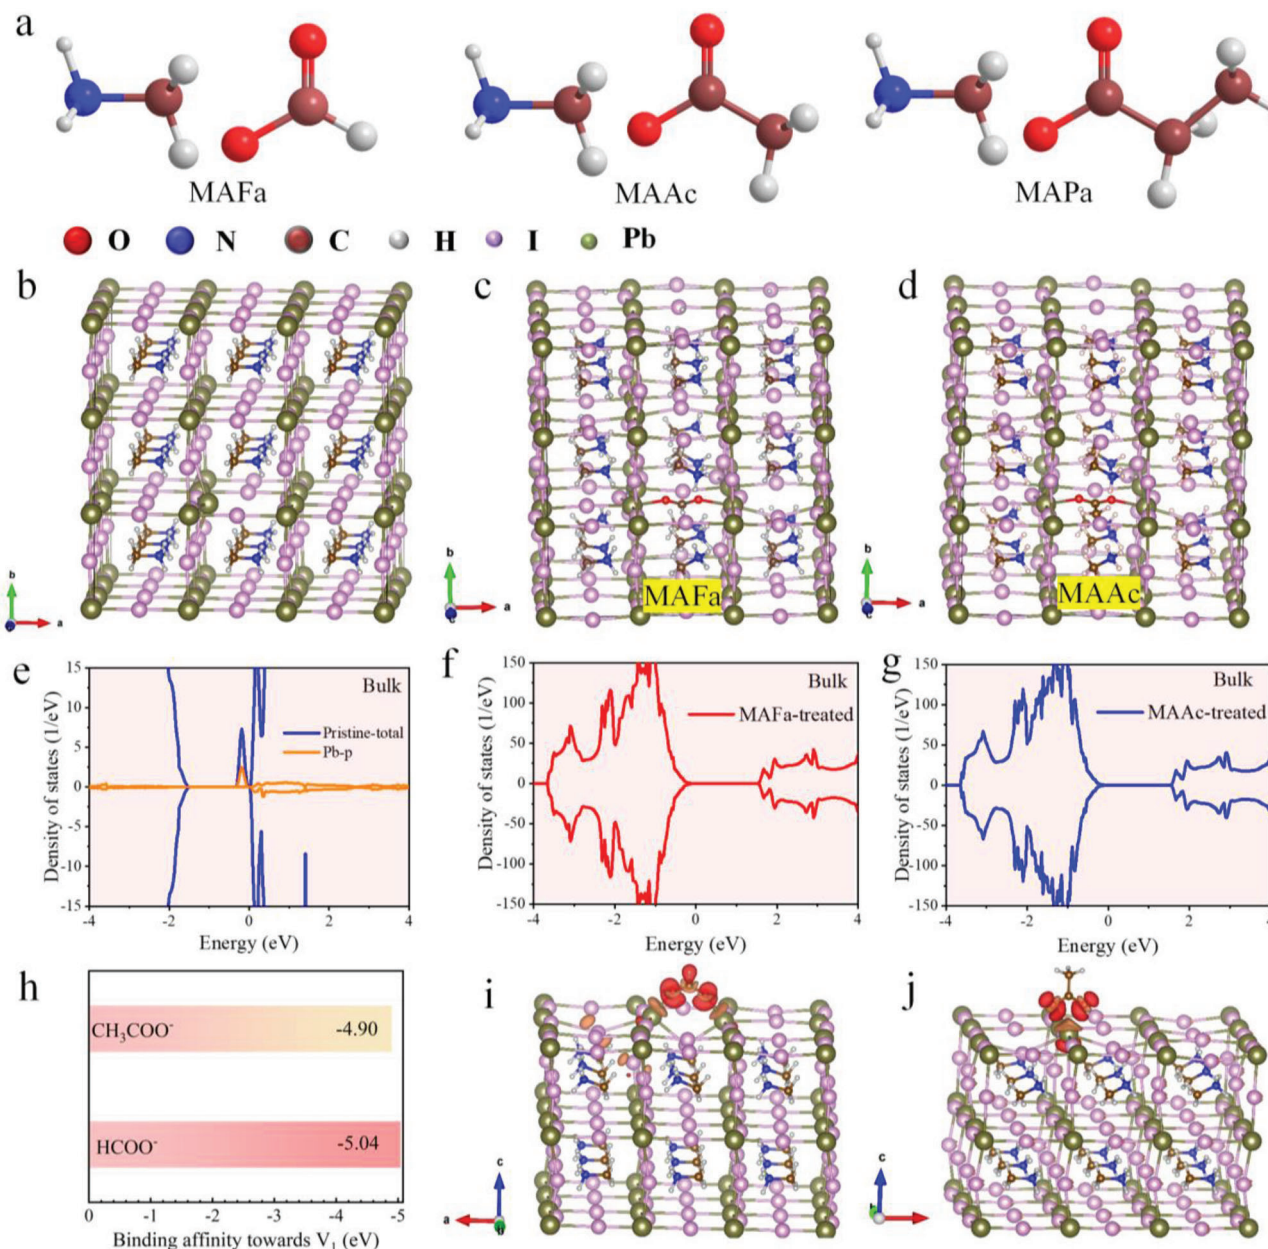 a
MAFa
MAAc
MAPa
O N C H I Pb
b
c
d
b
a
b
a
c
MAFa
b
a
c
MAAc
e
15
10
5
0
-5
-10
-15
Density of states (1/eV)
Bulk
Pristine-total
Pb-p
-4 -2 0 2 4
Energy (eV)
f
150
100
50
0
-50
-100
-150
Density of states (1/eV)
Bulk
MAFa-treated
-4 -2 0 2 4
Energy (eV)
g
150
100
50
0
-50
-100
-150
Density of states (1/eV)
Bulk
MAAc-treated
-4 -2 0 2 4
Energy (eV)
h
CH₃COO⁻ -4.90
HCOO⁻ -5.04
0 -1 -2 -3 -4 -5
Binding affinity towards V_I (eV)
i
c
a
j
c